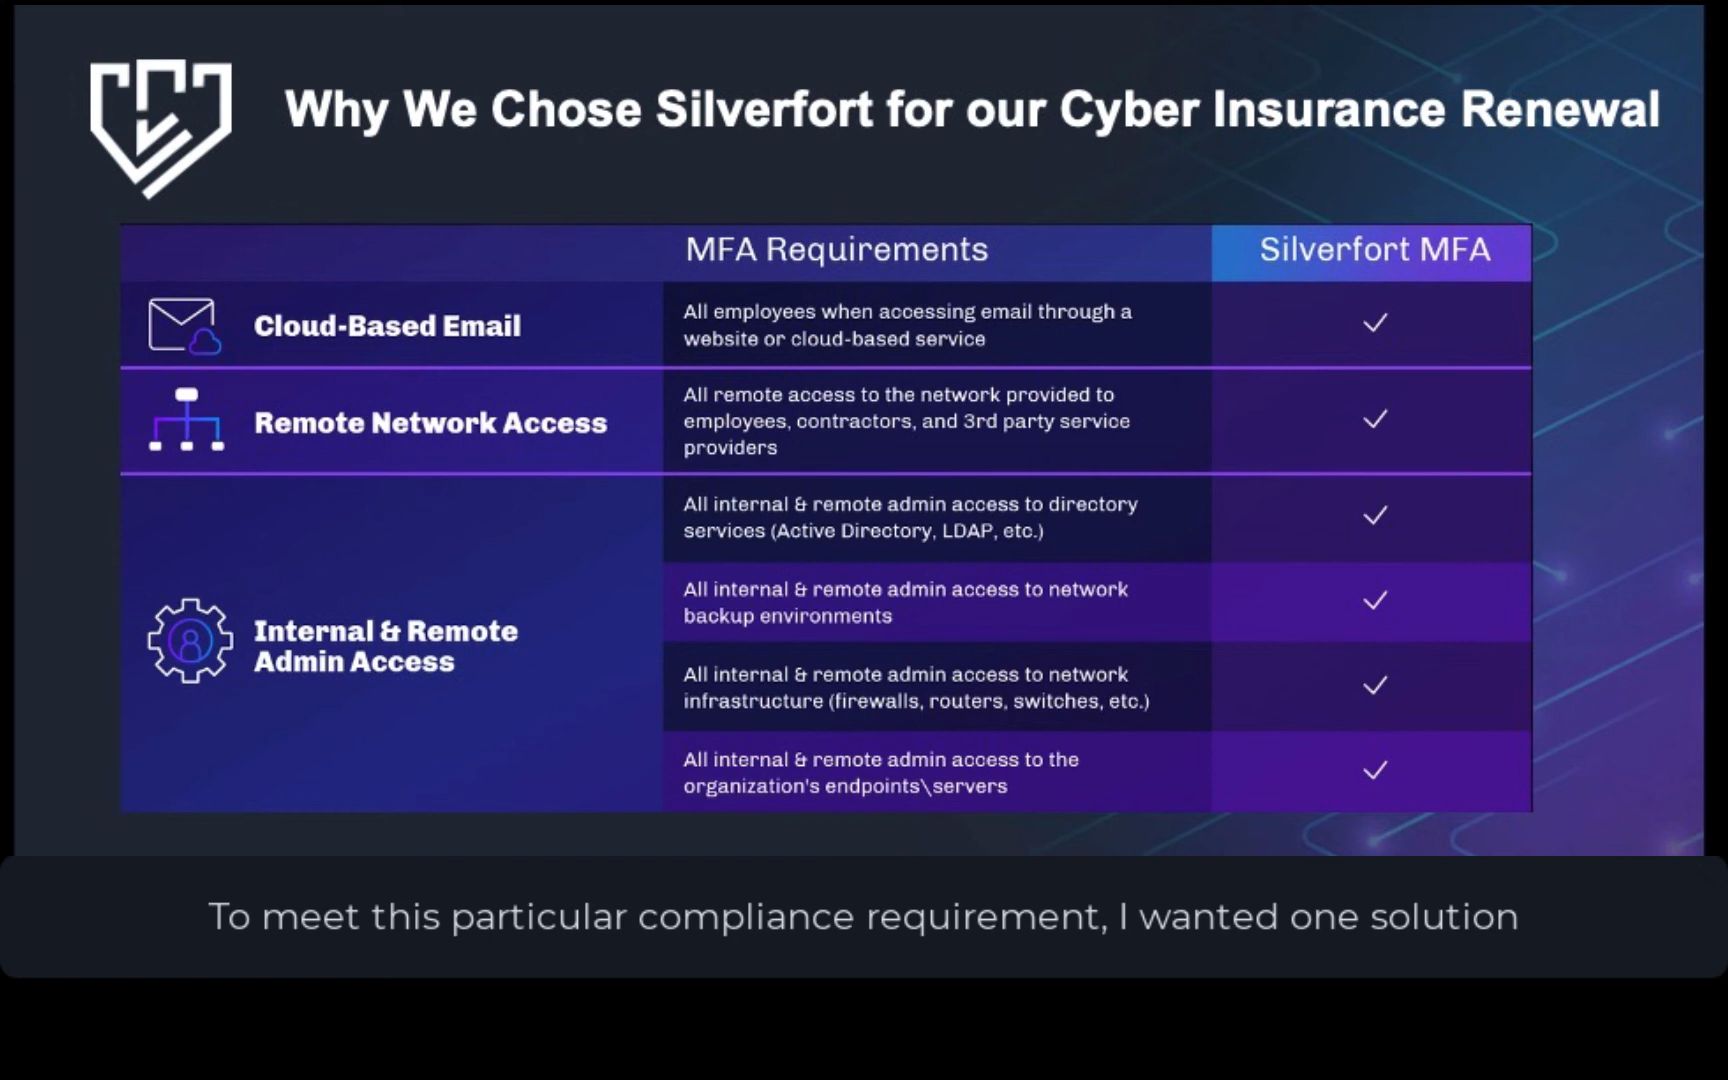 Why We Chose Silverfort for our Cyber Insurance Renewal
MFA Requirements
Silverfort MFA
Cloud-Based Email
All employees when accessing email through a
website or cloud-based service
Remote Network Access
All remote access to the network provided to
employees, contractors, and 3rd party service
providers
Internal & Remote
Admin Access
All internal & remote admin access to directory
services (Active Directory, LDAP, etc.)
All internal & remote admin access to network
backup environments
All internal & remote admin access to network
infrastructure (firewalls, routers, switches, etc.)
All internal & remote admin access to the
organization's endpoints\servers
To meet this particular compliance requirement, I wanted one solution